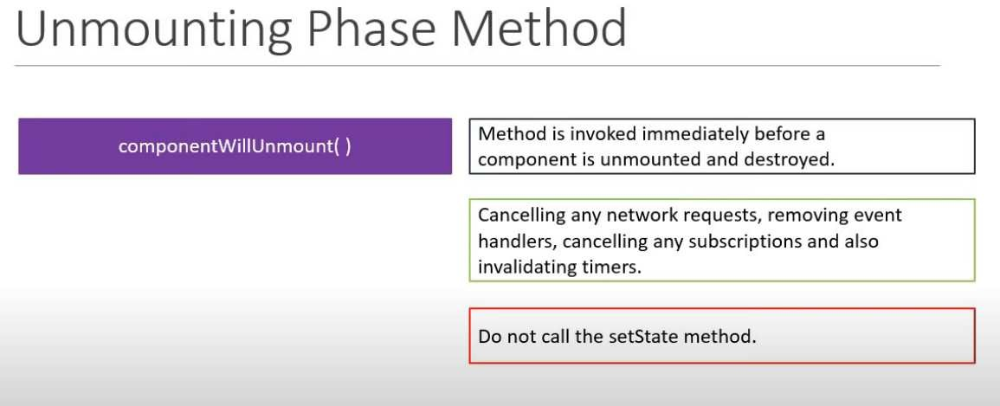 Unmounting Phase Method
componentWillUnmount( )
Method is invoked immediately before a
component is unmounted and destroyed.
Cancelling any network requests, removing event
handlers, cancelling any subscriptions and also
invalidating timers.
Do not call the setState method.